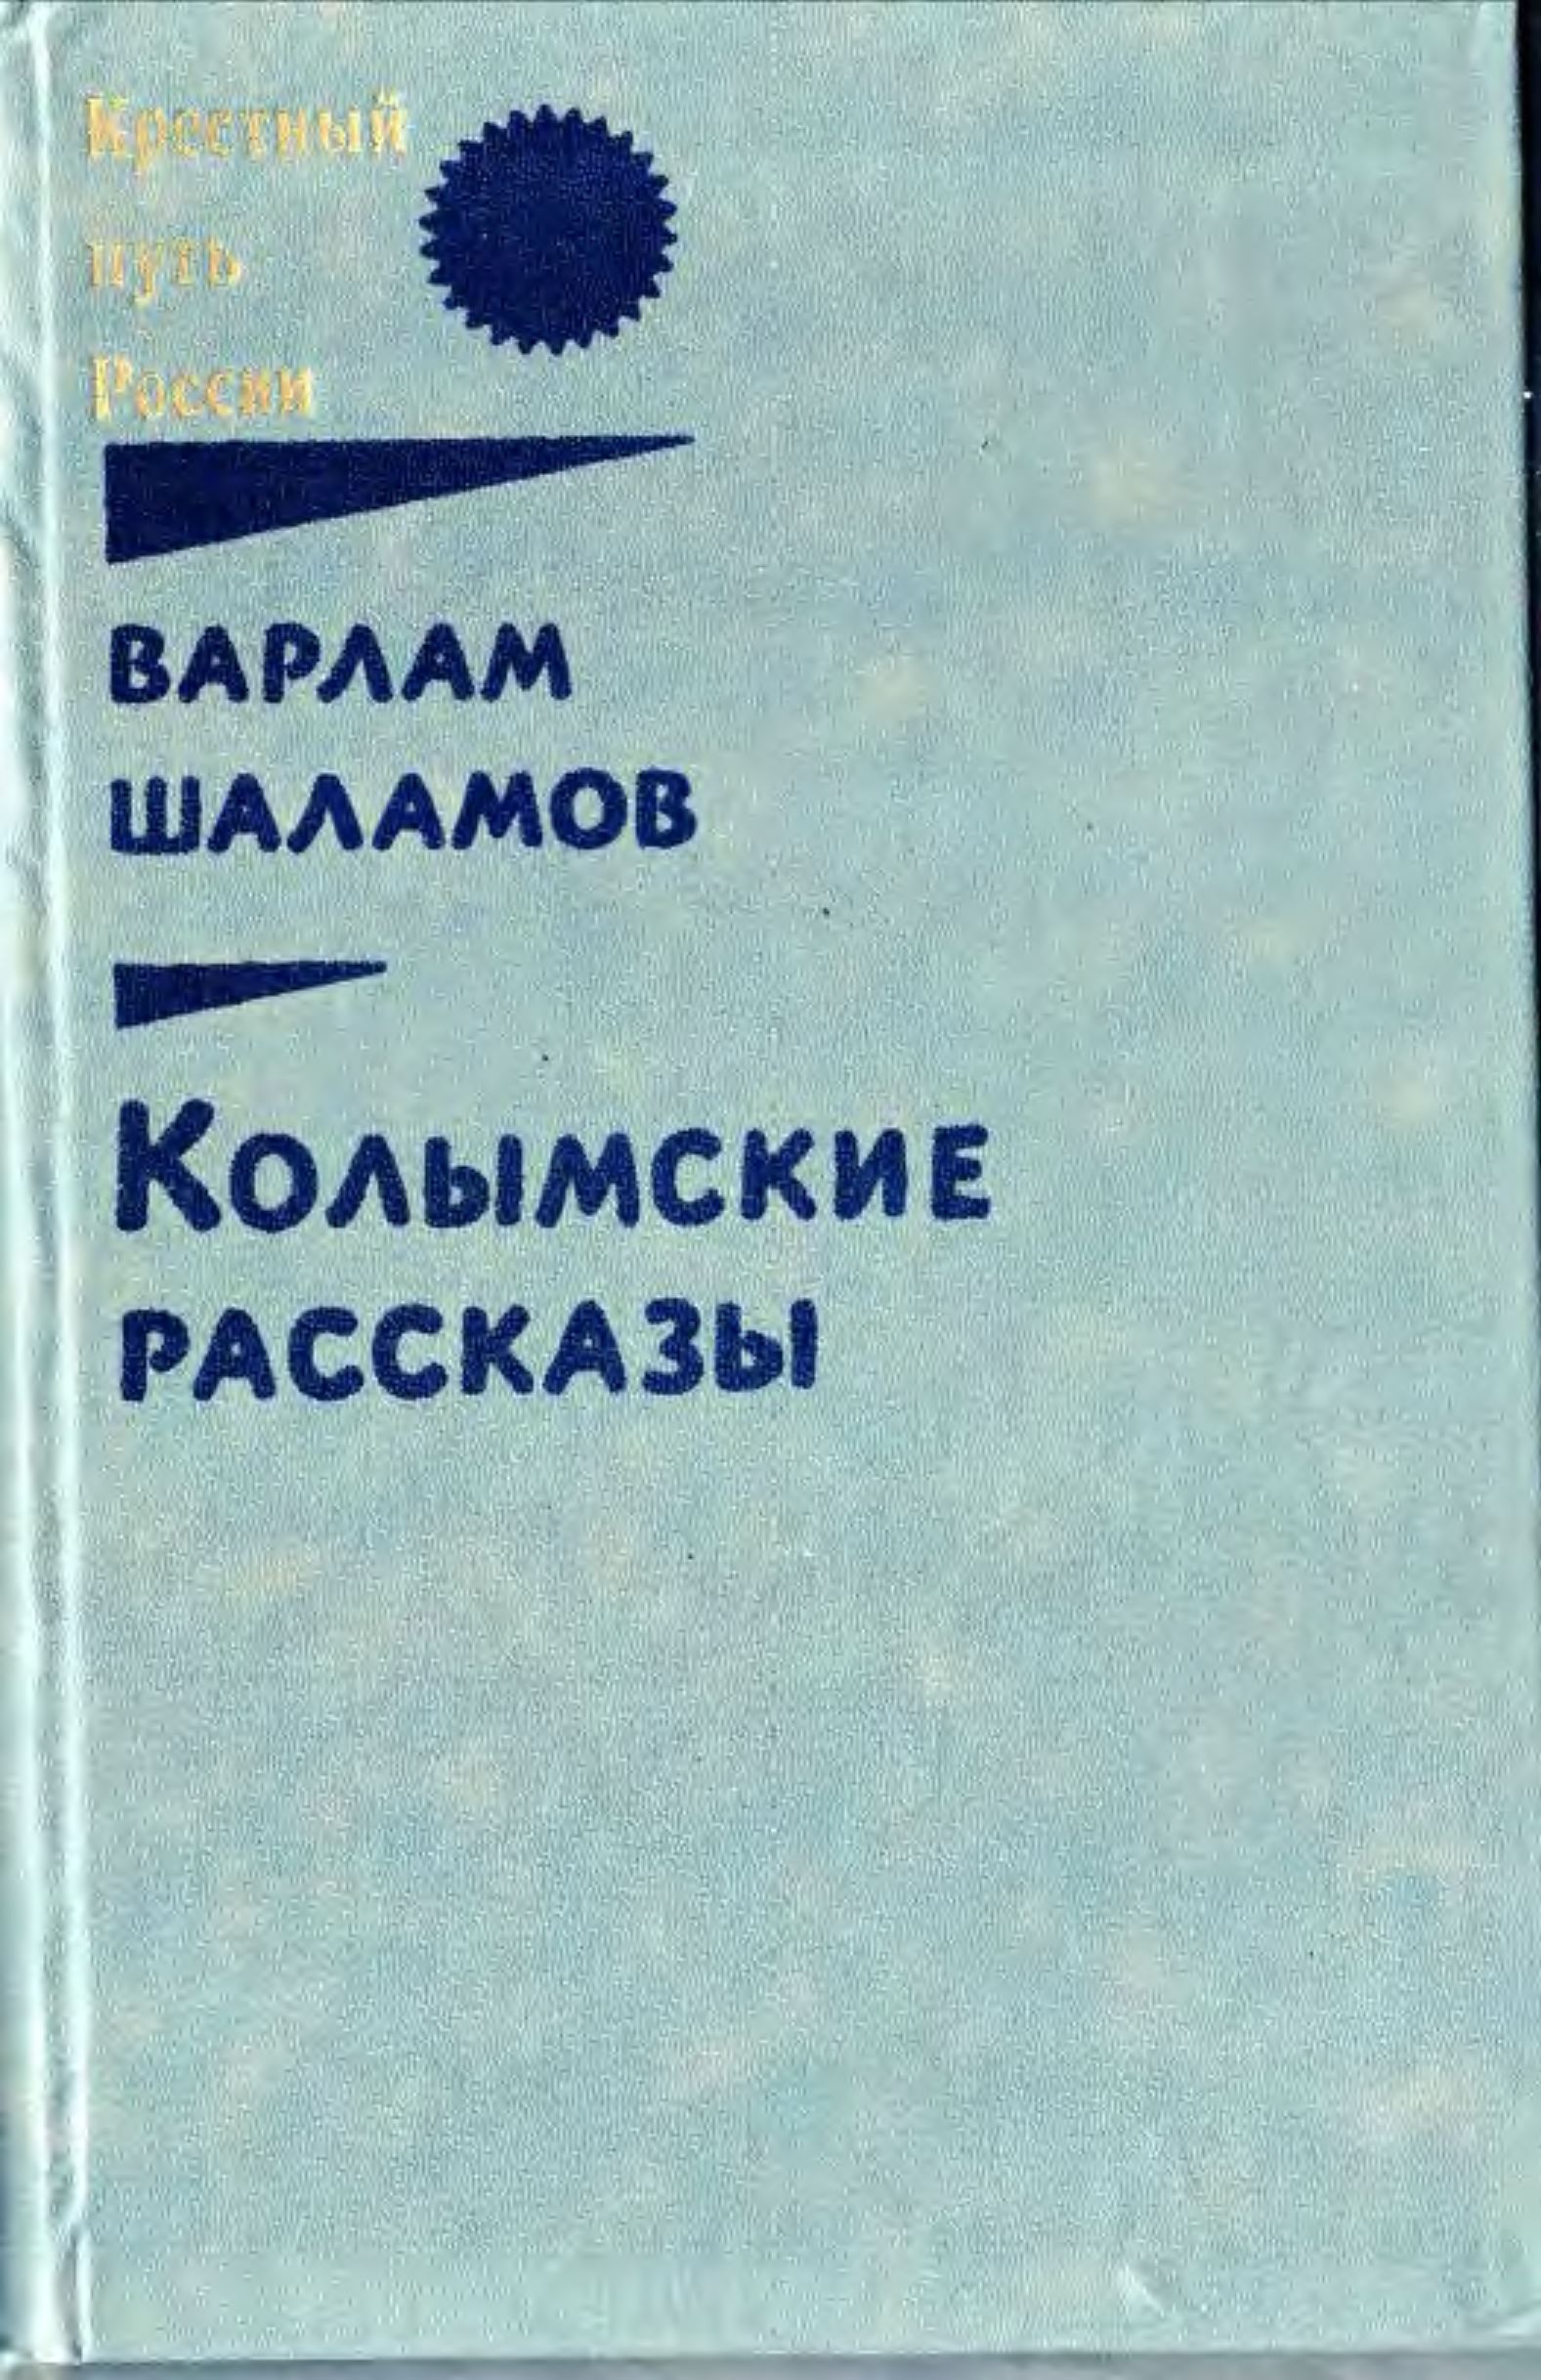 Крестный
путь
России
ВАРЛАМ
ШАЛАМОВ
КОЛЫМСКИЕ
РАССКАЗЫ